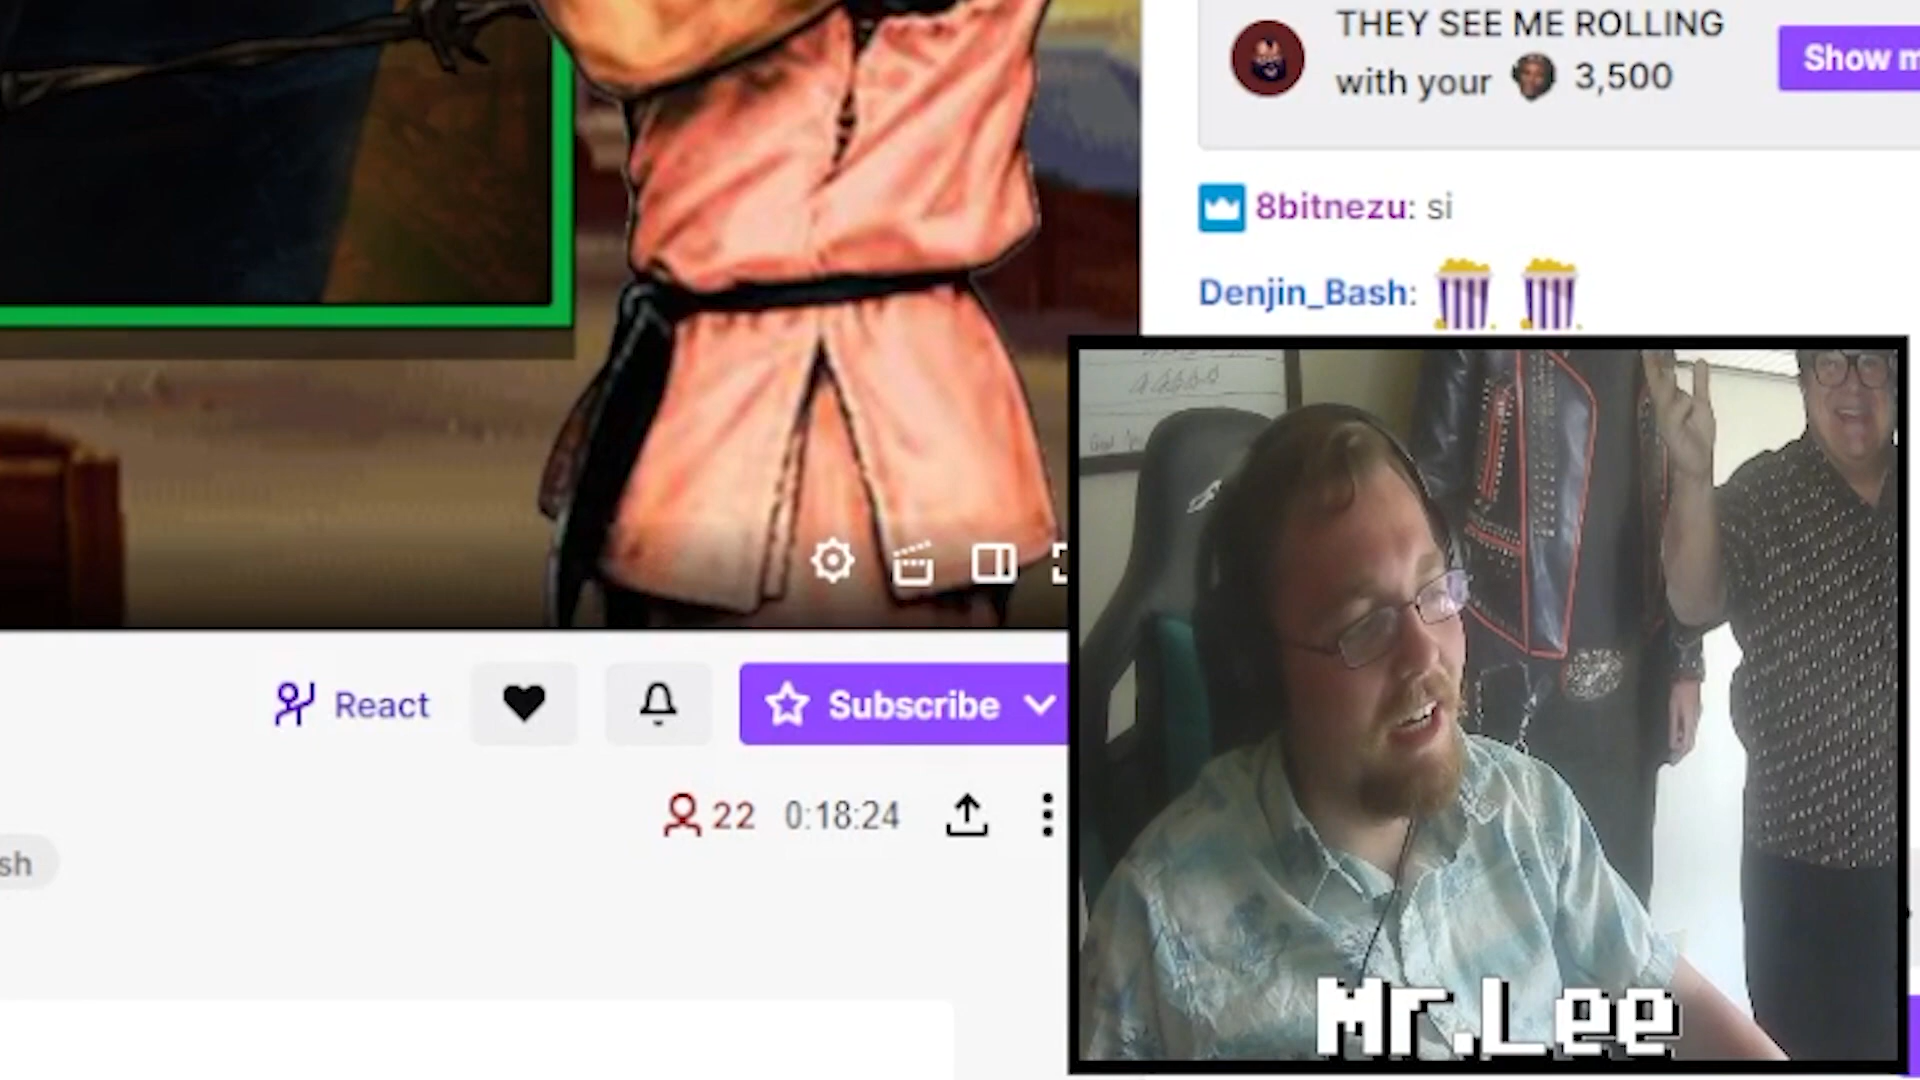 THEY SEE ME ROLLING
with your 3,500
Show m
8bitnezu: si
Denjin_Bash:
React
Subscribe
22 0:18:24
sh
Mr.Lee